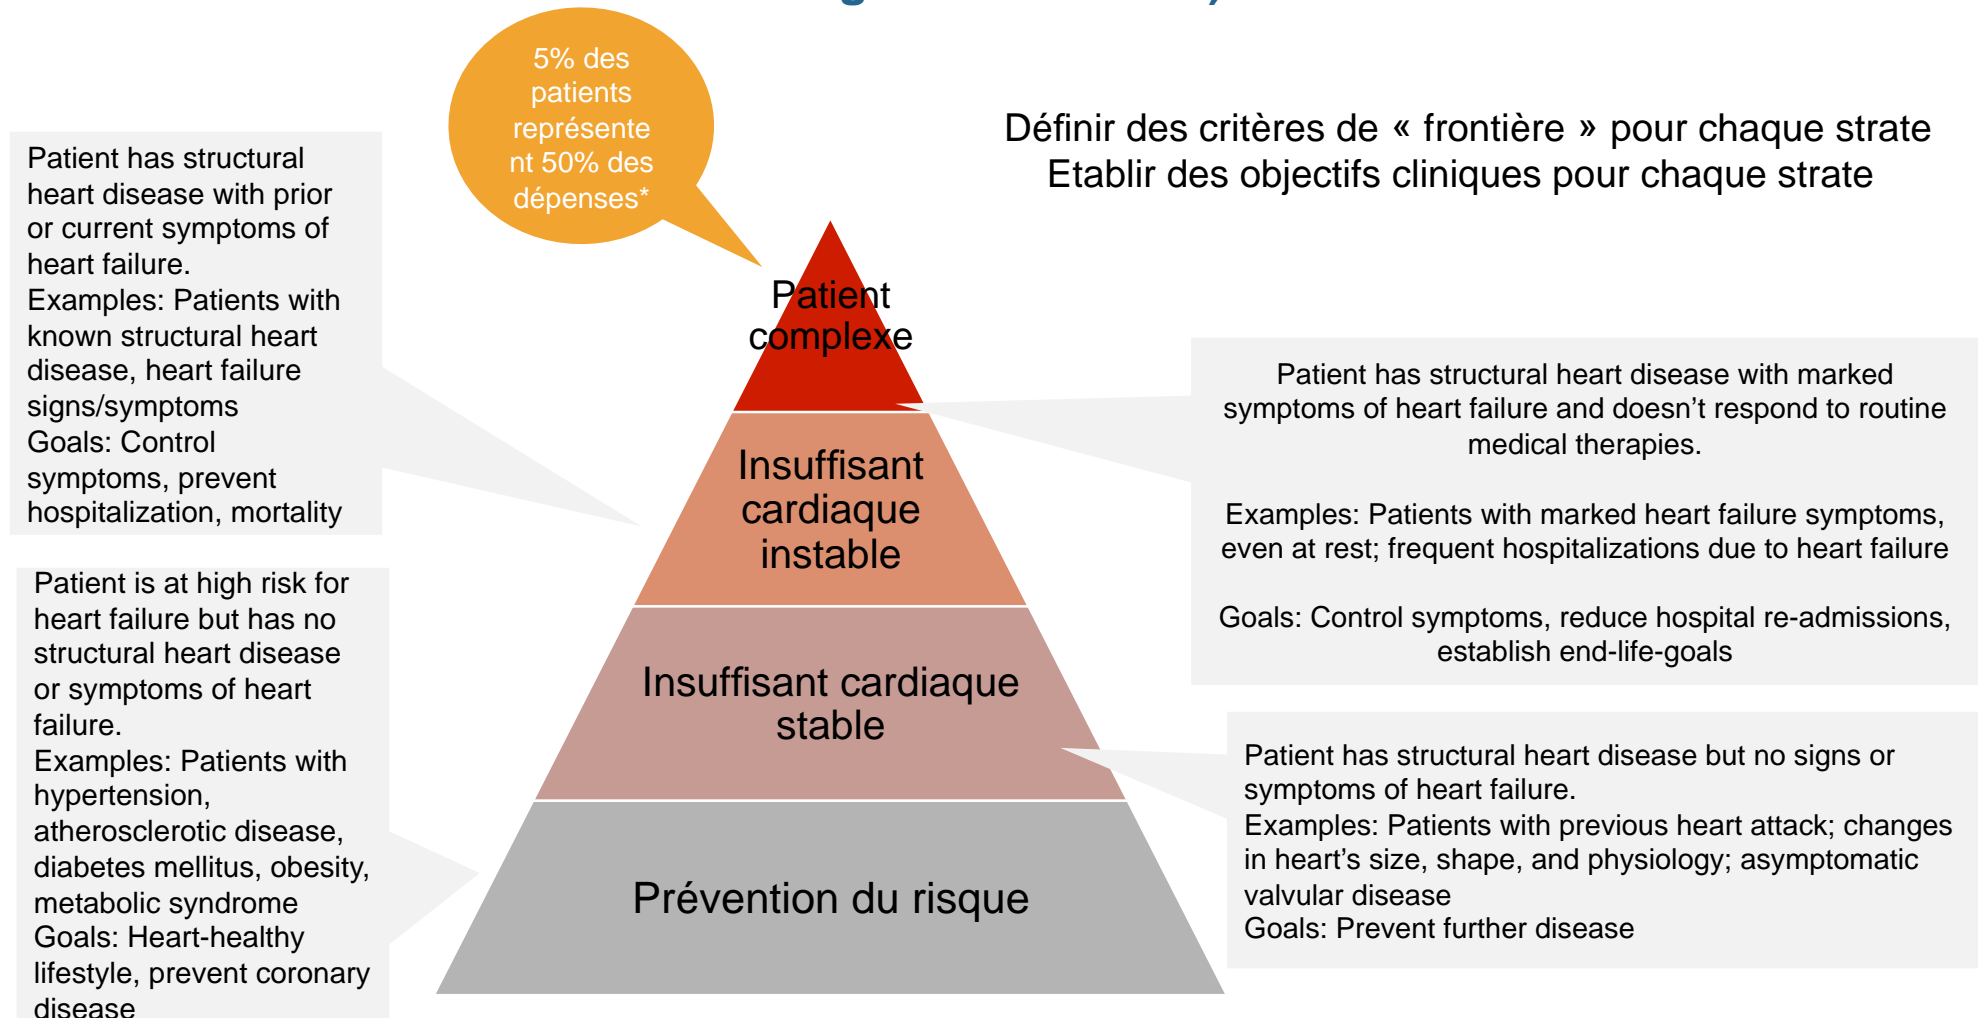 5% des
patients
représente
nt 50% des
dépenses*
Définir des critères de « frontière » pour chaque strate
Etablir des objectifs cliniques pour chaque strate
Patient has structural
heart disease with prior
or current symptoms of
heart failure.
Examples: Patients with
known structural heart
disease, heart failure
signs/symptoms
Goals: Control
symptoms, prevent
hospitalization, mortality
Patient
complexe
Patient has structural heart disease with marked
symptoms of heart failure and doesn’t respond to routine
medical therapies.
Examples: Patients with marked heart failure symptoms,
even at rest; frequent hospitalizations due to heart failure
Goals: Control symptoms, reduce hospital re-admissions,
establish end-life-goals
Insuffisant
cardiaque
instable
Patient is at high risk for
heart failure but has no
structural heart disease
or symptoms of heart
failure.
Examples: Patients with
hypertension,
atherosclerotic disease,
diabetes mellitus, obesity,
metabolic syndrome
Goals: Heart-healthy
lifestyle, prevent coronary
disease
Insuffisant cardiaque
stable
Patient has structural heart disease but no signs or
symptoms of heart failure.
Examples: Patients with previous heart attack; changes
in heart’s size, shape, and physiology; asymptomatic
valvular disease
Goals: Prevent further disease
Prévention du risque